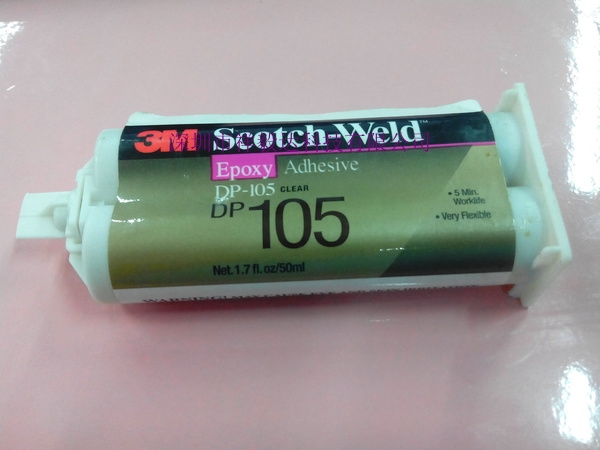 3M Scotch-Weld™
Epoxy Adhesive
DP-105 CLEAR
DP 105
• 5 Min. Worklife
• Very Flexible
Net. 1.7 fl. oz/50ml